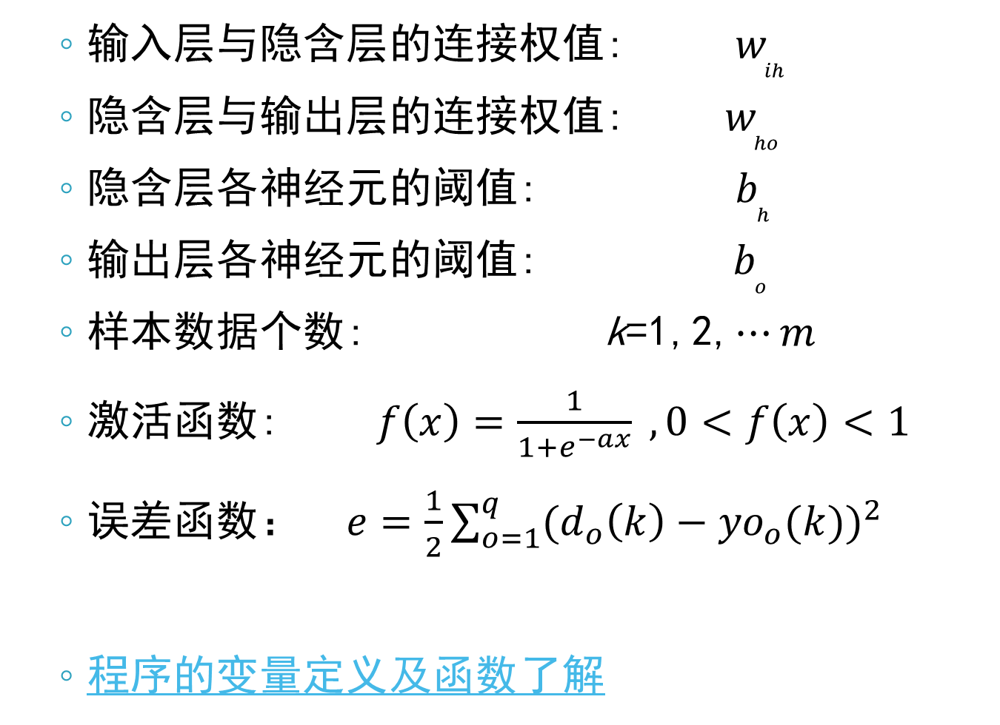 ◦ 输入层与隐含层的连接权值: w_{ih}
◦ 隐含层与输出层的连接权值: w_{ho}
◦ 隐含层各神经元的阈值: b_h
◦ 输出层各神经元的阈值: b_o
◦ 样本数据个数: k=1,2,⋯m
◦ 激活函数: f(x)=\frac{1}{1+e^{-ax}} ,0<f(x)<1
◦ 误差函数： e=\frac{1}{2}\sum_{o=1}^{q}(d_o(k)-yo_o(k))^2
◦ 程序的变量定义及函数了解